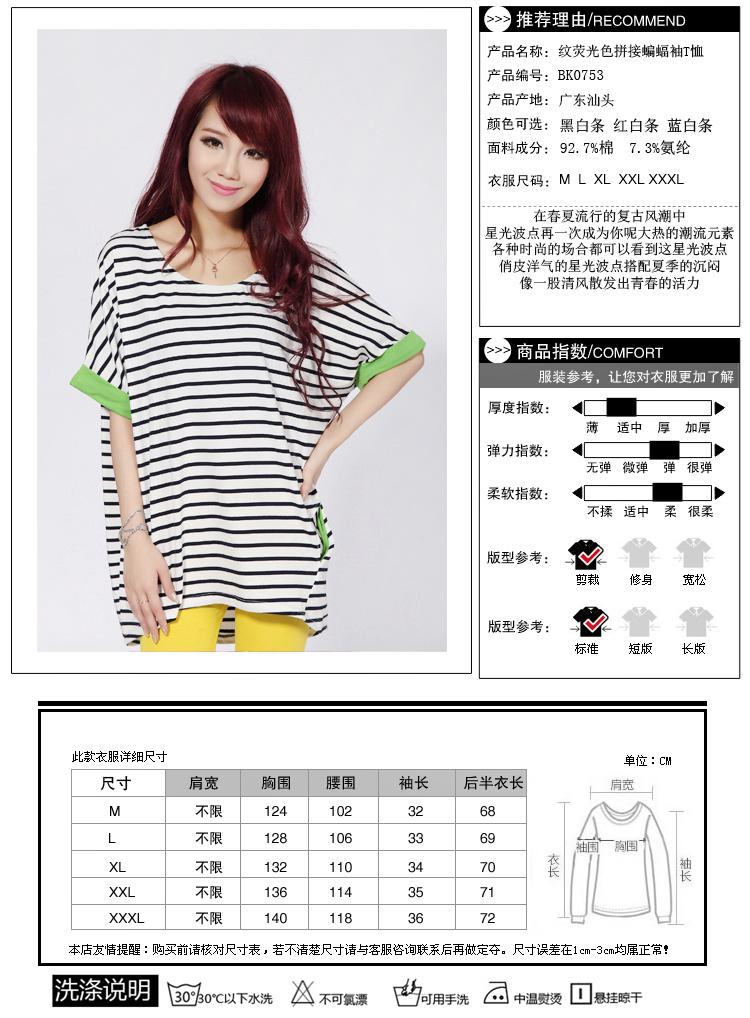 >>> 推荐理由/RECOMMEND
产品名称：纹荧光色拼接蝙蝠袖T恤
产品编号：BK0753
产品产地：广东汕头
颜色可选：黑白条 红白条 蓝白条
面料成分：92.7%棉 7.3%氨纶
衣服尺码：M L XL XXL XXXL
在春夏流行的复古风潮中
星光波点再一次成为你呢大热的潮流元素
各种时尚的场合都可以看到这星光波点
俏皮洋气的星光波点搭配夏季的沉闷
像一股清风散发出青春的活力
>>> 商品指数/COMFORT
服装参考，让您对衣服更加了解
厚度指数：
薄 适中 厚 加厚
弹力指数：
无弹 微弹 弹 很弹
柔软指数：
不揉 适中 柔 很柔
版型参考：
剪裁 修身 宽松
版型参考：
标准 短版 长版
此款衣服详细尺寸
单位：CM
尺寸 肩宽 胸围 腰围 袖长 后半衣长
M 不限 124 102 32 68
L 不限 128 106 33 69
XL 不限 132 110 34 70
XXL 不限 136 114 35 71
XXXL 不限 140 118 36 72
肩宽
袖围 胸围
衣长
袖长
本店友情提醒：购买前请核对尺寸表，若不清楚尺寸请与客服咨询联系后再做定夺。尺寸误差在1cm-3cm均属正常！
洗涤说明 30° 30℃以下水洗 不可氯漂 可用手洗 中温熨烫 悬挂晾干